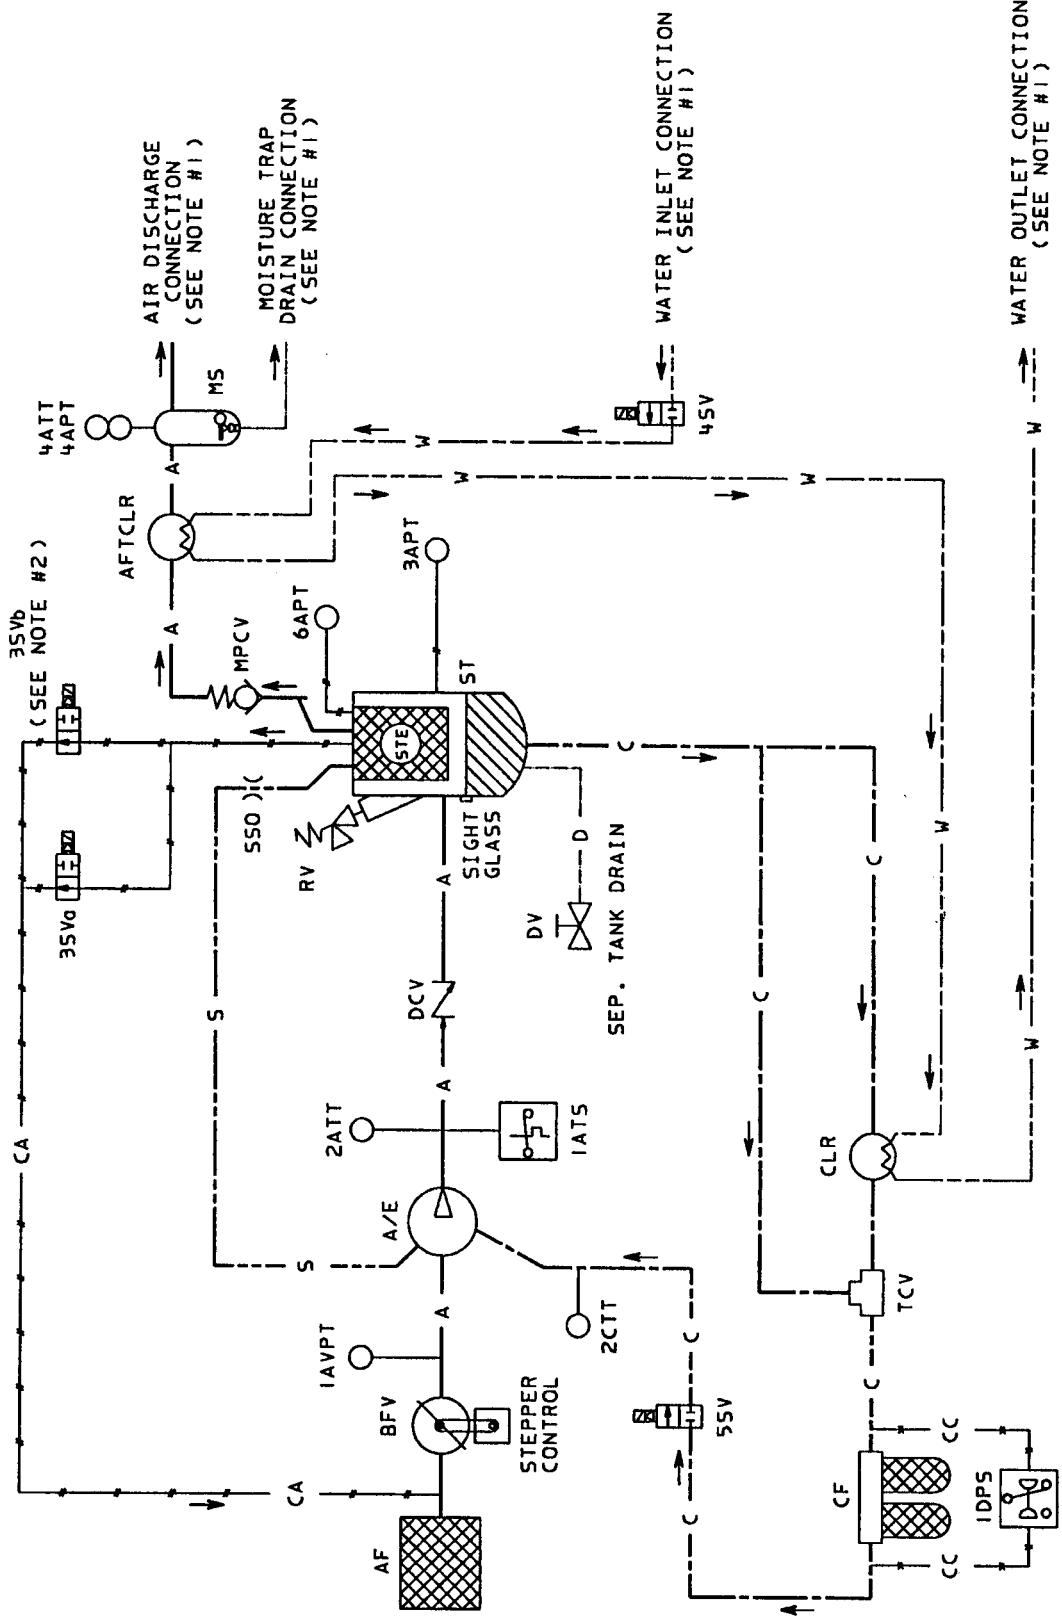 AIR DISCHARGE
CONNECTION
(SEE NOTE #1)
MOISTURE TRAP
DRAIN CONNECTION
(SEE NOTE #1)
WATER INLET CONNECTION
(SEE NOTE #1)
WATER OUTLET CONNECTION
(SEE NOTE #1)
4ATT
4APT
MS
A
AFTCLR
A
4SV
W
W
W
W
3SVb
(SEE NOTE #2)
MPCV
6APT
3APT
SSO
STE
ST
RV
SIGHT
GLASS
3SVa
S
A
DCV
DV
D
SEP. TANK DRAIN
C
C
C
W
CA
2ATT
1ATS
A
A/E
S
CLR
W
1AVPT
A
2CTT
TCV
BFV
STEPPER
CONTROL
C
5SV
C
CA
AF
C
CF
CC
CC
1DPS